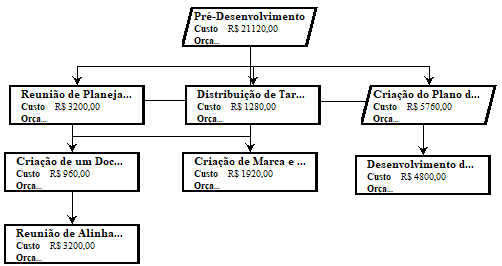 Pré-Desenvolvimento
Custo R$ 21120,00
Orça...
Reunião de Planeja...
Custo R$ 3200,00
Orça...
Distribuição de Tar...
Custo R$ 1280,00
Orça...
Criação do Plano d...
Custo R$ 5760,00
Orça...
Criação de um Doc...
Custo R$ 960,00
Orça...
Criação de Marca e ...
Custo R$ 1920,00
Orça...
Desenvolvimento d...
Custo R$ 4800,00
Orça...
Reunião de Alinha...
Custo R$ 3200,00
Orça...